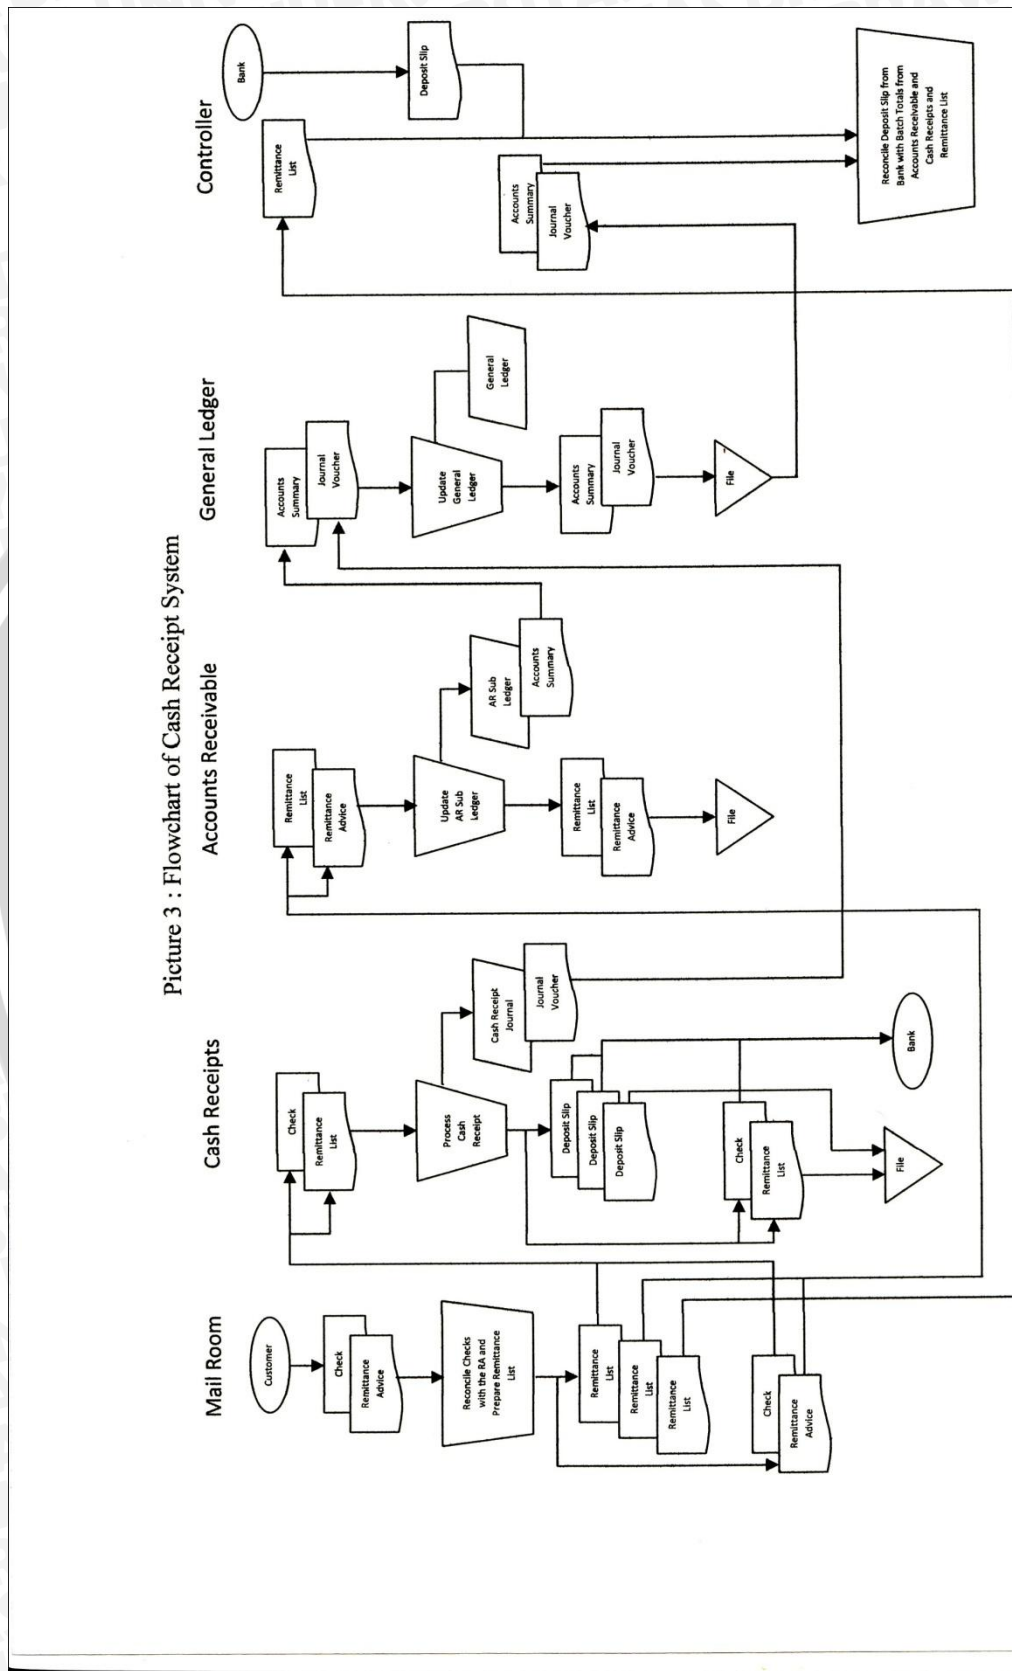 Picture 3 : Flowchart of Cash Receipt System
Mail Room
Customer
Check
Remittance
Advice
Reconcile Checks
with the RA and
Prepare Remittance
List
Remittance
List
Remittance
List
Remittance
List
Check
Remittance
Advice
Cash Receipts
Check
Remittance
List
Process
Cash
Receipt
Cash Receipt
Journal
Journal
Voucher
Deposit Slip
Deposit Slip
Deposit Slip
Check
Remittance
List
File
Bank
Accounts Receivable
Remittance
List
Remittance
Advice
Update
AR Sub
Ledger
AR Sub
Ledger
Accounts
Summary
Remittance
List
Remittance
Advice
File
General Ledger
Accounts
Summary
Journal
Voucher
Update
General
Ledger
General
Ledger
Accounts
Summary
Journal
Voucher
File
Controller
Remittance
List
Bank
Deposit Slip
Accounts
Summary
Journal
Voucher
Reconcile Deposit Slip from
Bank with Batch Totals from
Accounts Receivable and
Cash Receipts and
Remittance List